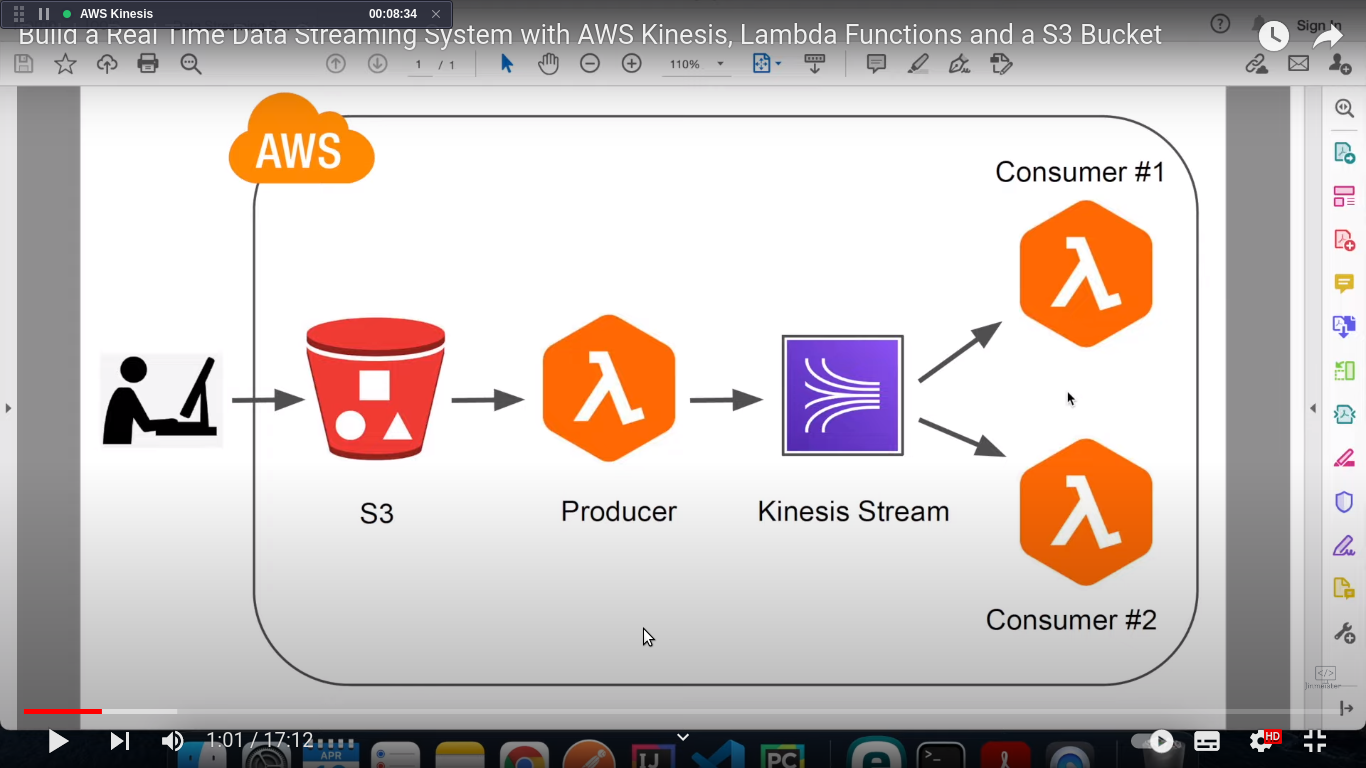 AWS Kinesis 00:08:34
Build a Real Time Data Streaming System with AWS Kinesis, Lambda Functions and a S3 Bucket
Sign In
1 / 1
110%
AWS
Consumer #1
S3
Producer
Kinesis Stream
Consumer #2
1:01 / 17:12
HD
APR
IJ
PC